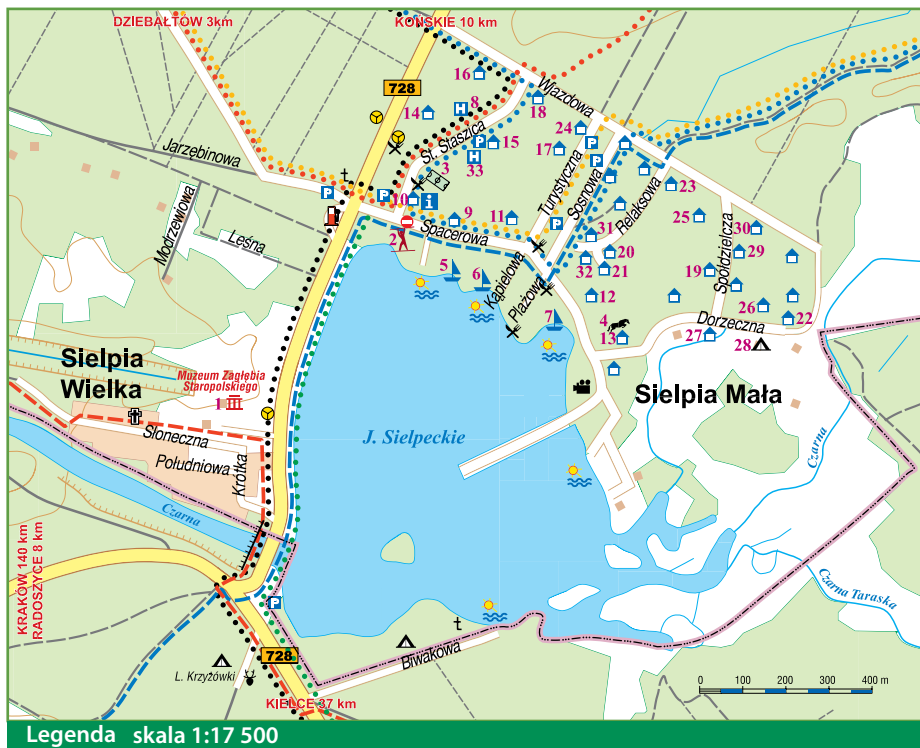 DZIEBAŁTÓW 3km
KOŃSKIE 10 km
728
16
8
H
14
18
Wjazdowa
St. Staszica
24
P
15
17
Jarzębinowa
3
H
33
P
Turystyczna
Sosnowa
Relaksowa
23
P
P
10
i
9
11
P
25
30
Modrzewiowa
Leśna
2
Spacerowa
31
Spółdzielcza
20
29
5
6
Kąpielowa
32
21
19
Plażowa
12
26
7
4
22
Dorzeczna
13
27
28
Sielpia
Wielka
Muzeum Zagłębia
Staropolskiego
1
Sielpia Mała
Słoneczna
J. Sielpeckie
Południowa
Krótka
Czarna
Czarna
KRAKÓW 140 km
RADOSZYCE 8 km
Czarna Taraska
P
Biwakowa
L. Krzyżówki
728
KIELCE 37 km
0 100 200 300 400 m
Legenda skala 1:17 500